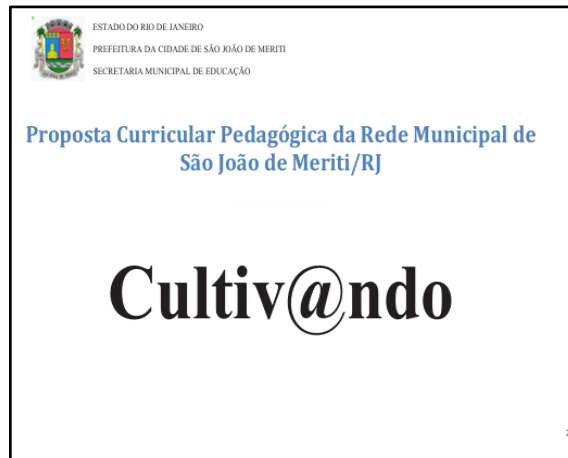 ESTADO DO RIO DE JANEIRO
PREFEITURA DA CIDADE DE SÃO JOÃO DE MERITI
SECRETARIA MUNICIPAL DE EDUCAÇÃO
Proposta Curricular Pedagógica da Rede Municipal de
São João de Meriti/RJ
Cultiv@ndo
2